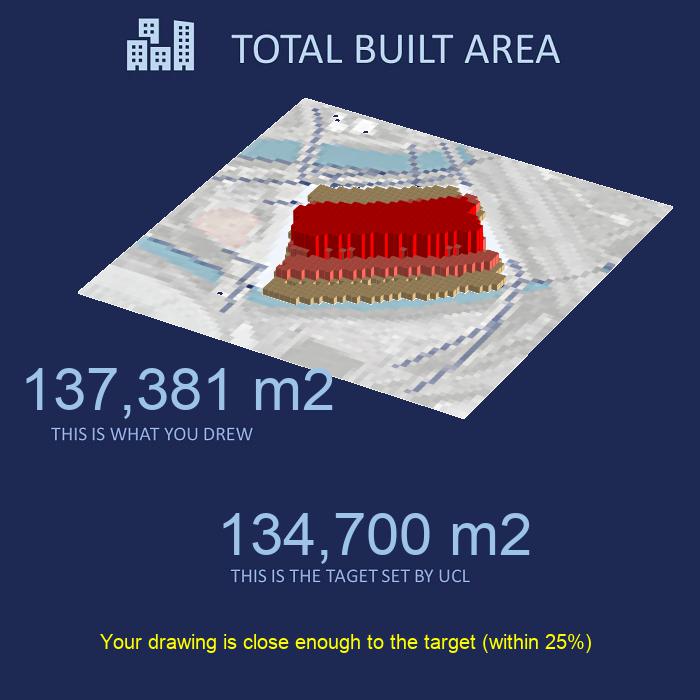 TOTAL BUILT AREA
137,381 m2
THIS IS WHAT YOU DREW
134,700 m2
THIS IS THE TAGET SET BY UCL
Your drawing is close enough to the target (within 25%)